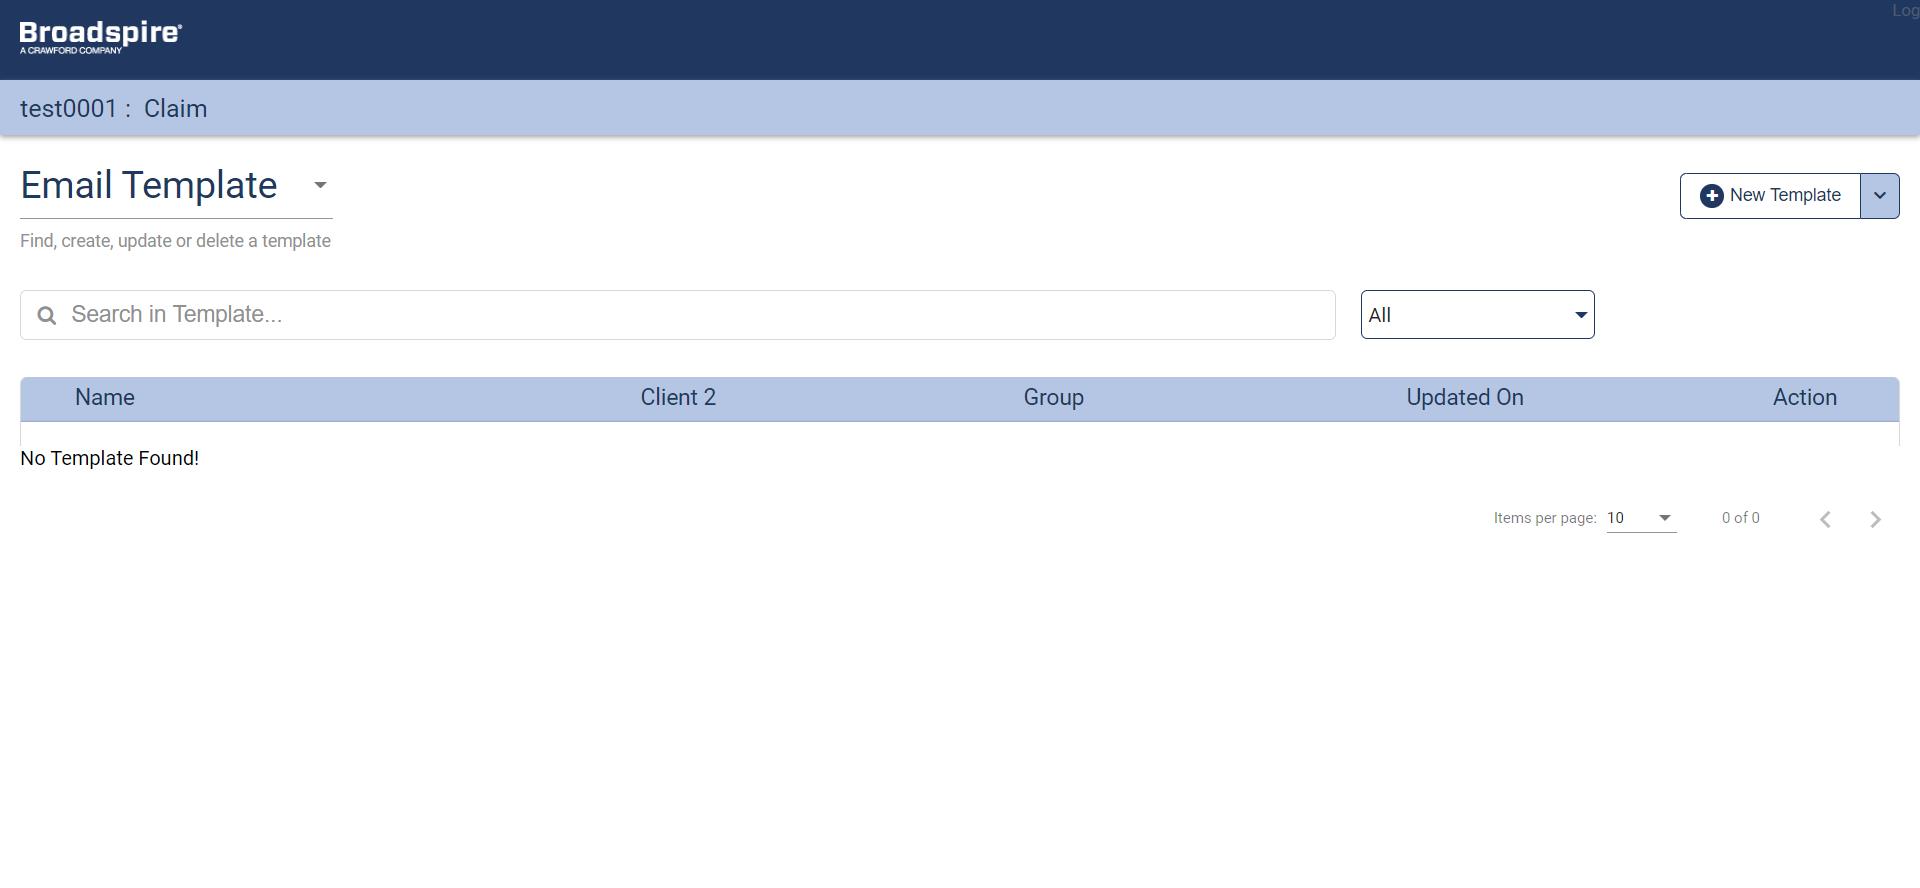 Log
Broadspire®
A CRAWFORD COMPANY
test0001 : Claim
Email Template
New Template
Find, create, update or delete a template
Search in Template...
All
Name Client 2 Group Updated On Action
No Template Found!
Items per page: 10 0 of 0